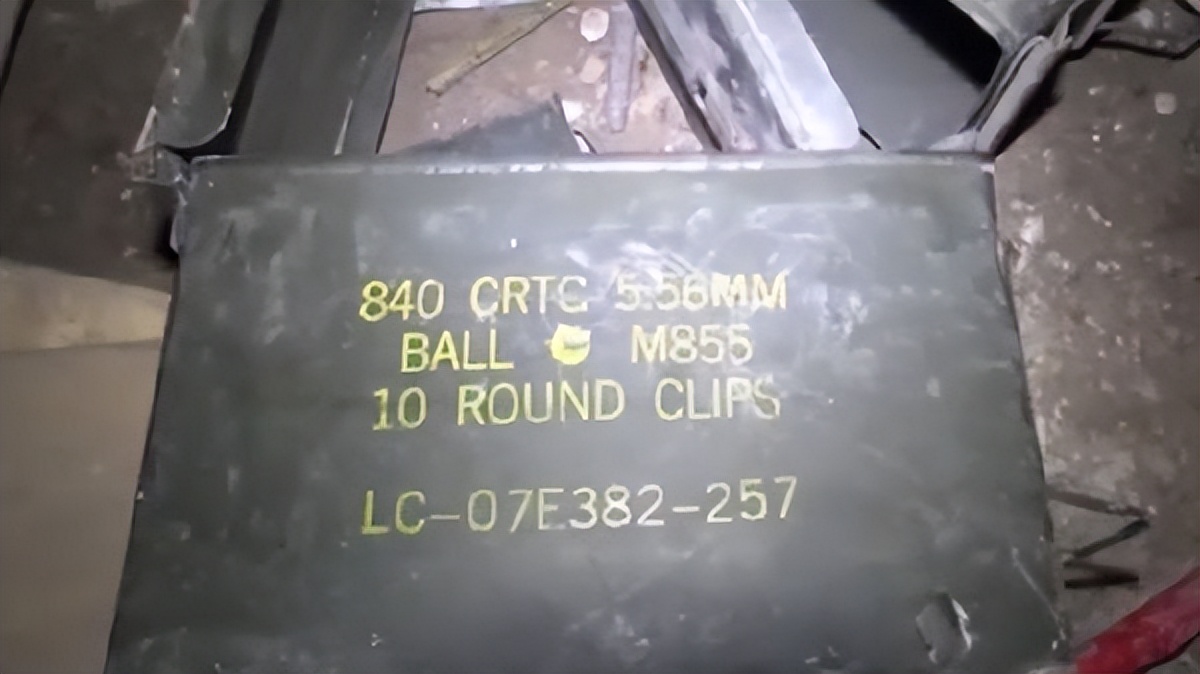 840 CRTG 5.56MM
BALL M855
10 ROUND CLIPS
LC-07E382-257